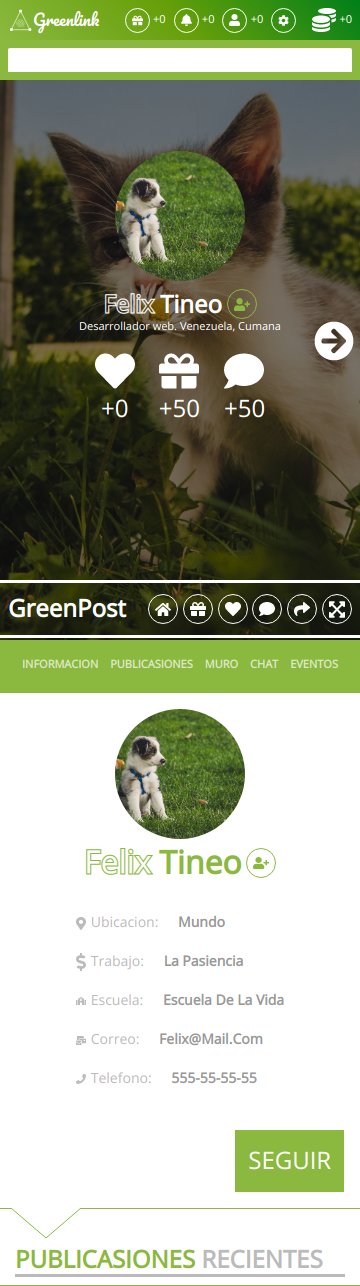 Greenlink +0 +0 +0 +0
Felix Tineo
Desarrollador web. Venezuela, Cumana
+0 +50 +50
GreenPost
INFORMACION PUBLICASIONES MURO CHAT EVENTOS
Felix Tineo
Ubicacion: Mundo
Trabajo: La Pasiencia
Escuela: Escuela De La Vida
Correo: Felix@Mail.Com
Telefono: 555-55-55-55
SEGUIR
PUBLICASIONES RECIENTES